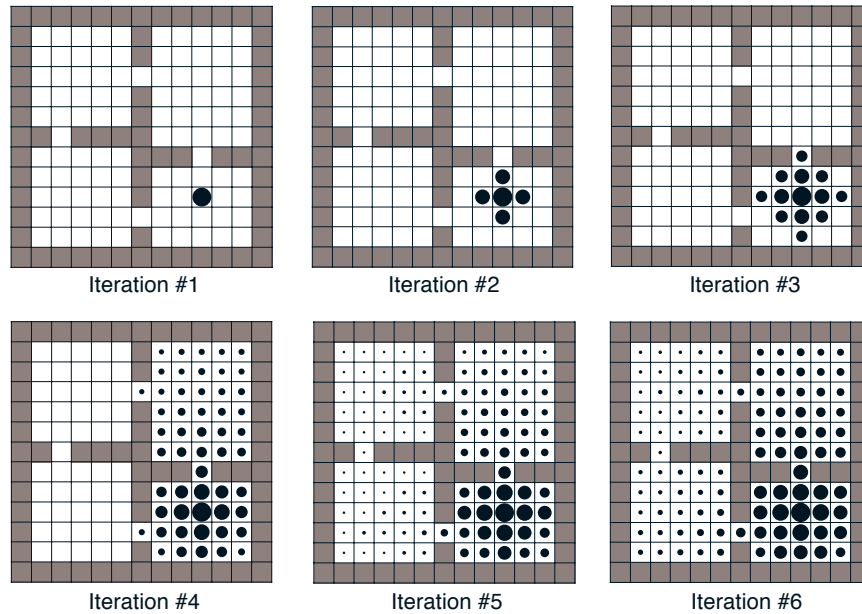 Iteration #1
Iteration #2
Iteration #3
Iteration #4
Iteration #5
Iteration #6